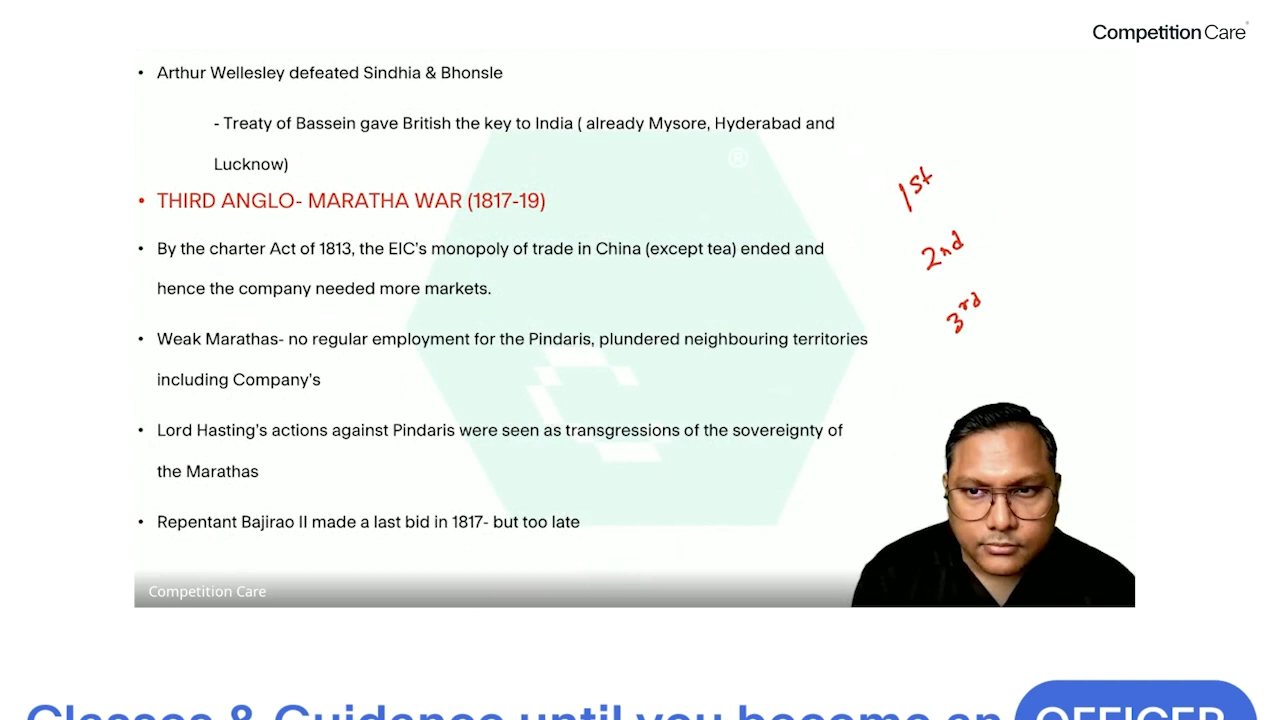 Competition Care
• Arthur Wellesley defeated Sindhia & Bhonsle
- Treaty of Bassein gave British the key to India ( already Mysore, Hyderabad and
Lucknow)
• THIRD ANGLO- MARATHA WAR (1817-19)
• By the charter Act of 1813, the EIC's monopoly of trade in China (except tea) ended and
hence the company needed more markets.
• Weak Marathas- no regular employment for the Pindaris, plundered neighbouring territories
including Company's
• Lord Hasting's actions against Pindaris were seen as transgressions of the sovereignty of
the Marathas
• Repentant Bajirao II made a last bid in 1817- but too late
1st
2nd
3rd
Competition Care
Classes & Guidance until you become an OFFICER